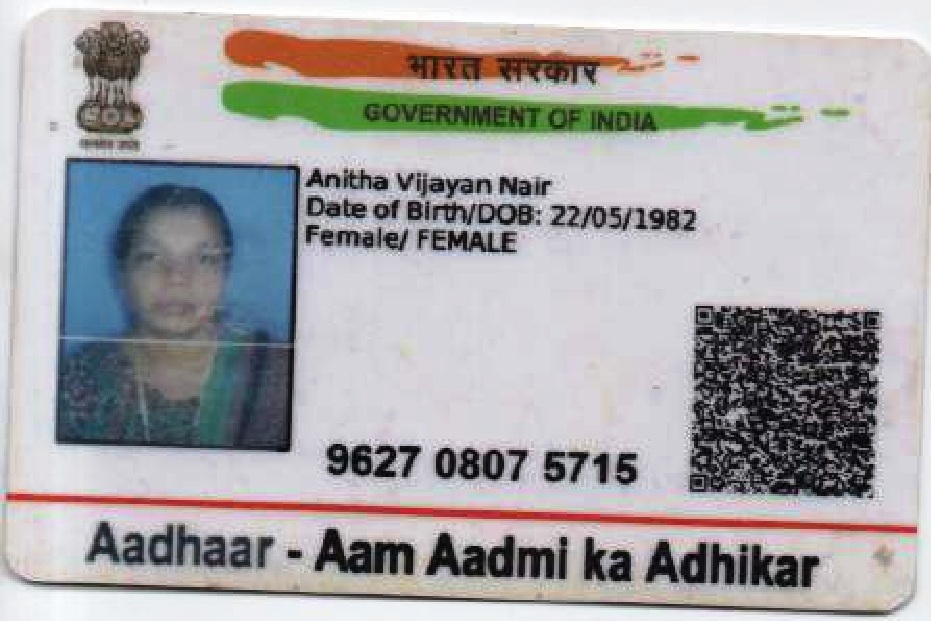 भारत सरकार
GOVERNMENT OF INDIA
Anitha Vijayan Nair
Date of Birth/DOB: 22/05/1982
Female/ FEMALE
9627 0807 5715
Aadhaar - Aam Aadmi ka Adhikar